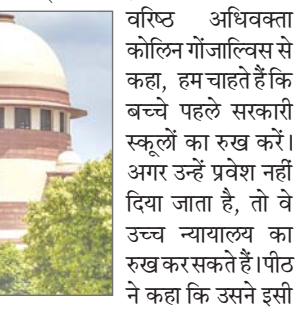 वरिष्ठ अधिवक्ता
कोलिन गोंजाल्विस से
कहा, हम चाहते हैं कि
बच्चे पहले सरकारी
स्कूलों का रुख करें।
अगर उन्हें प्रवेश नहीं
दिया जाता है, तो वे
उच्च न्यायालय का
रुख कर सकते हैं। पीठ
ने कहा कि उसने इसी